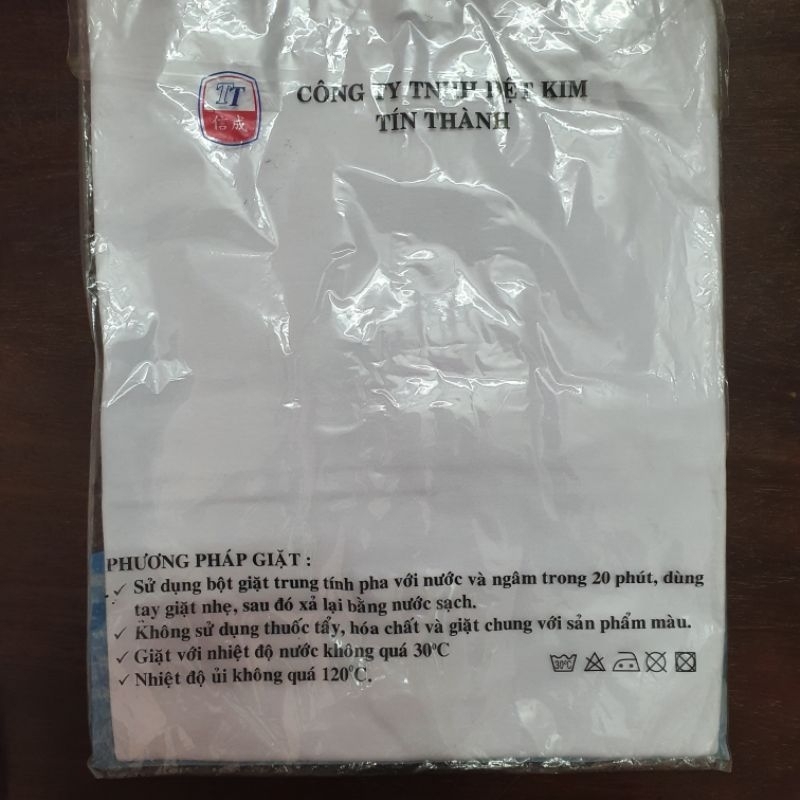 TT
信成
CÔNG TY TNHH DỆT KIM
TÍN THÀNH
PHƯƠNG PHÁP GIẶT :
✓ Sử dụng bột giặt trung tính pha với nước và ngâm trong 20 phút, dùng
tay giặt nhẹ, sau đó xả lại bằng nước sạch.
✓ Không sử dụng thuốc tẩy, hóa chất và giặt chung với sản phẩm màu.
✓ Giặt với nhiệt độ nước không quá 30⁰C
✓ Nhiệt độ ủi không quá 120⁰C.
30⁰C